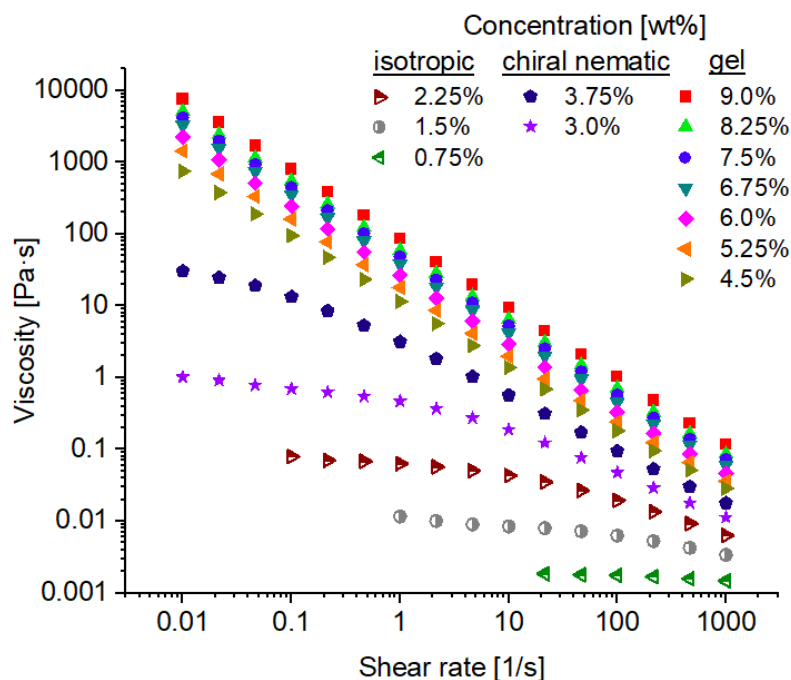 Concentration [wt%]
isotropic chiral nematic gel
2.25% 3.75% 9.0%
1.5% 3.0% 8.25%
0.75% 7.5%
6.75%
6.0%
5.25%
4.5%
10000
1000
100
10
1
0.1
0.01
0.001
Viscosity [Pa·s]
0.01 0.1 1 10 100 1000
Shear rate [1/s]